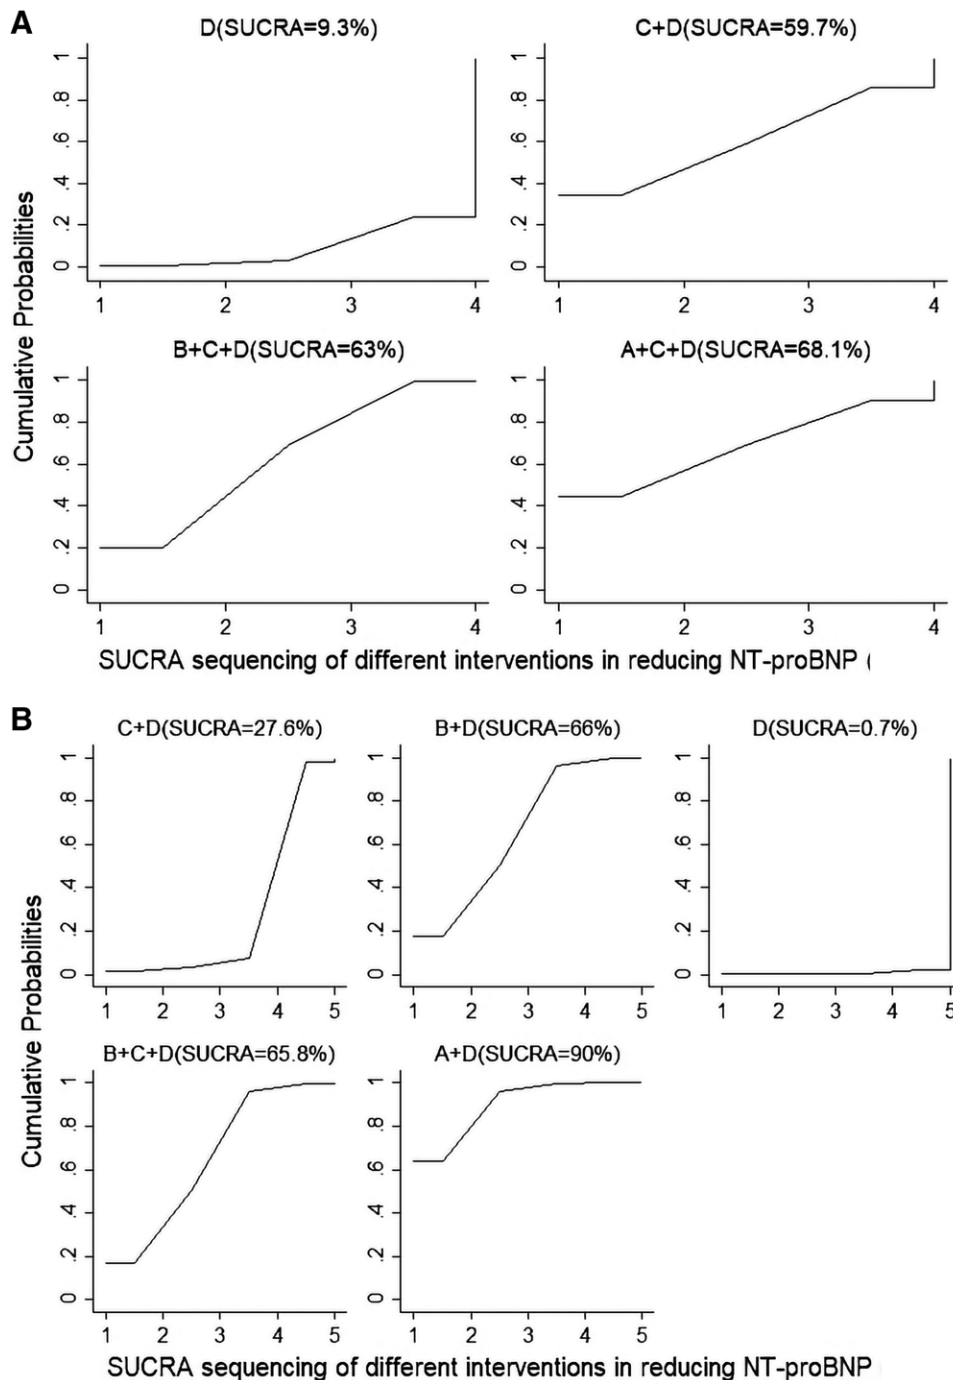 A
D(SUCRA=9.3%)
C+D(SUCRA=59.7%)
Cumulative Probabilities
1
.8
.6
.4
.2
0
1 2 3 4
1
.8
.6
.4
.2
0
1 2 3 4
B+C+D(SUCRA=63%)
A+C+D(SUCRA=68.1%)
1
.8
.6
.4
.2
0
1 2 3 4
1
.8
.6
.4
.2
0
1 2 3 4
SUCRA sequencing of different interventions in reducing NT-proBNP (
B
C+D(SUCRA=27.6%)
B+D(SUCRA=66%)
D(SUCRA=0.7%)
Cumulative Probabilities
1
.8
.6
.4
.2
0
1 2 3 4 5
1
.8
.6
.4
.2
0
1 2 3 4 5
1
.8
.6
.4
.2
0
1 2 3 4 5
B+C+D(SUCRA=65.8%)
A+D(SUCRA=90%)
1
.8
.6
.4
.2
0
1 2 3 4 5
1
.8
.6
.4
.2
0
1 2 3 4 5
SUCRA sequencing of different interventions in reducing NT-proBNP